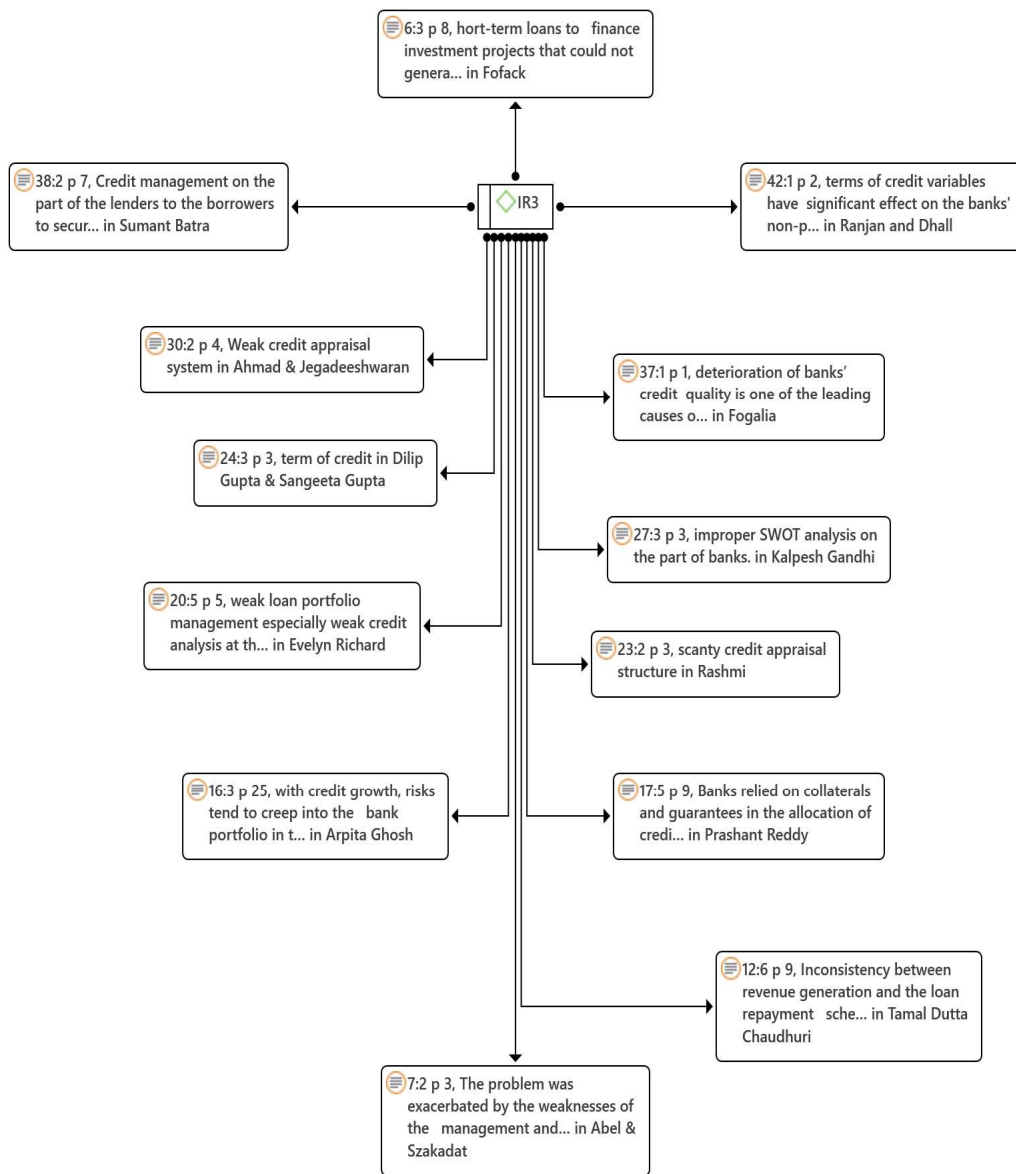 6:3 p 8, hort-term loans to finance
investment projects that could not
genera... in Fofack
38:2 p 7, Credit management on the
part of the lenders to the borrowers
to secur... in Sumant Batra
IR3
42:1 p 2, terms of credit variables
have significant effect on the banks'
non-p... in Ranjan and Dhall
30:2 p 4, Weak credit appraisal
system in Ahmad & Jegadeeshwaran
37:1 p 1, deterioration of banks’
credit quality is one of the leading
causes o... in Fogalia
24:3 p 3, term of credit in Dilip
Gupta & Sangeeta Gupta
27:3 p 3, improper SWOT analysis on
the part of banks. in Kalpesh Gandhi
20:5 p 5, weak loan portfolio
management especially weak credit
analysis at th... in Evelyn Richard
23:2 p 3, scanty credit appraisal
structure in Rashmi
16:3 p 25, with credit growth, risks
tend to creep into the bank
portfolio in t... in Arpita Ghosh
17:5 p 9, Banks relied on collaterals
and guarantees in the allocation of
credi... in Prashant Reddy
12:6 p 9, Inconsistency between
revenue generation and the loan
repayment sche... in Tamal Dutta
Chaudhuri
7:2 p 3, The problem was
exacerbated by the weaknesses of
the management and... in Abel &
Szakadat